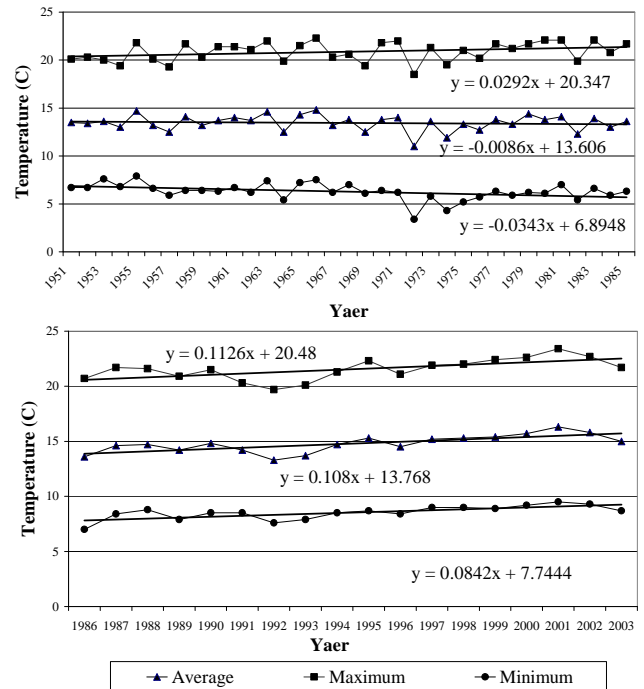 25
20
15
10
5
0
Temperature (C)
y = 0.0292x + 20.347
y = -0.0086x + 13.606
y = -0.0343x + 6.8948
1951 1953 1955 1957 1959 1961 1963 1965 1967 1969 1971 1973 1975 1977 1979 1981 1983 1985
Yaer
25
20
15
10
5
0
Temperature (C)
y = 0.1126x + 20.48
y = 0.108x + 13.768
y = 0.0842x + 7.7444
1986 1987 1988 1989 1990 1991 1992 1993 1994 1995 1996 1997 1998 1999 2000 2001 2002 2003
Yaer
Average Maximum Minimum